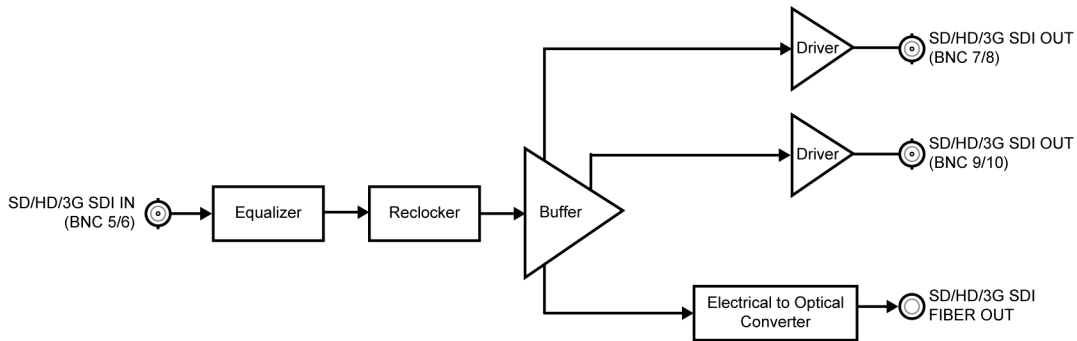 Driver
SD/HD/3G SDI OUT
(BNC 7/8)
Driver
SD/HD/3G SDI OUT
(BNC 9/10)
SD/HD/3G SDI IN
(BNC 5/6)
Equalizer
Reclocker
Buffer
Electrical to Optical
Converter
SD/HD/3G SDI
FIBER OUT